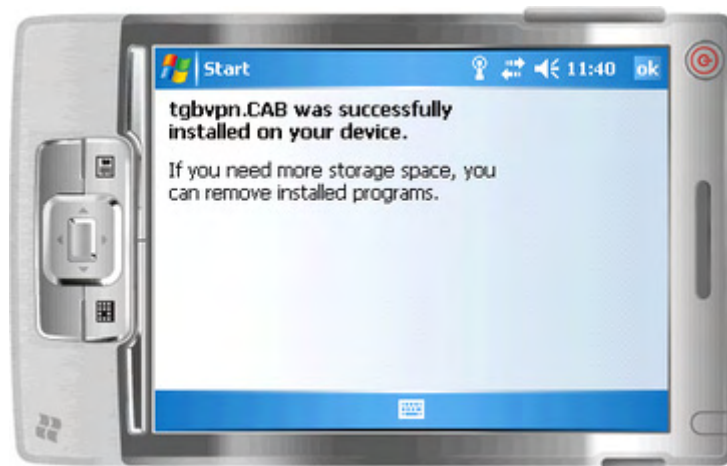 Start 11:40 ok
tgbvpn.CAB was successfully
installed on your device.
If you need more storage space, you
can remove installed programs.